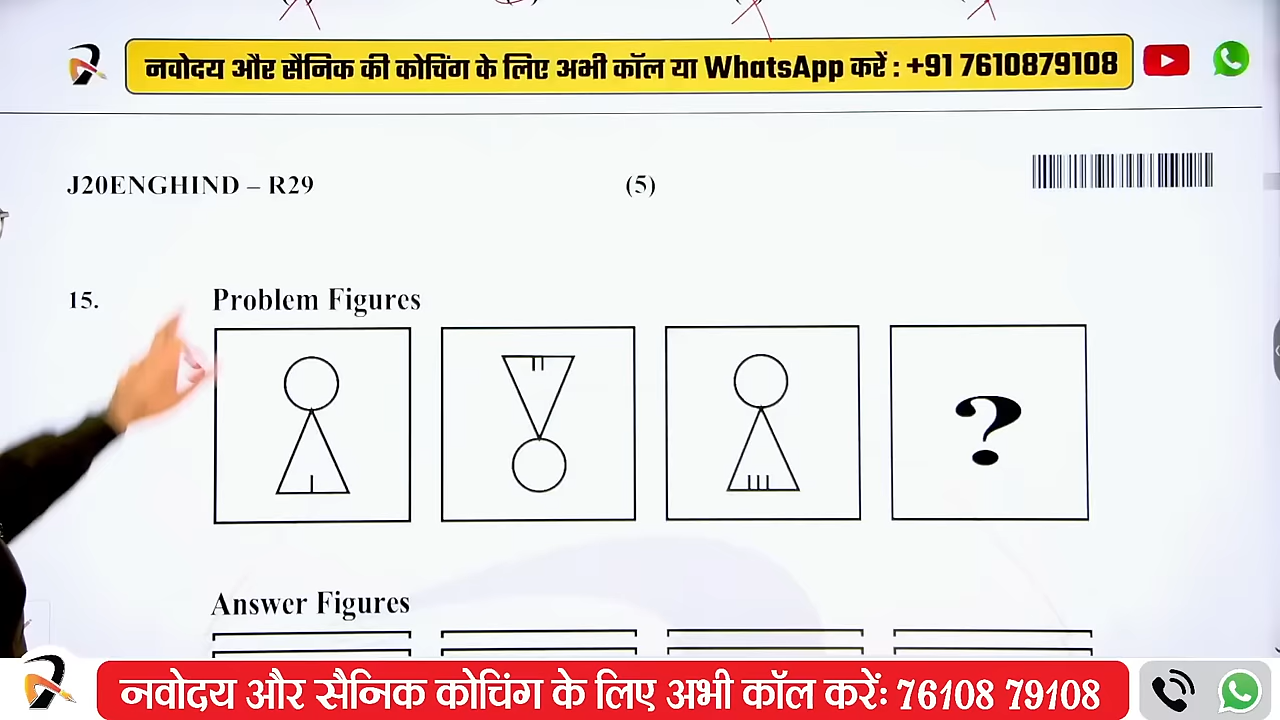 नवोदय और सैनिक की कोचिंग के लिए अभी कॉल या WhatsApp करें : +91 7610879108
J20ENGHIND – R29
(5)
15.
Problem Figures
?
Answer Figures
नवोदय और सैनिक कोचिंग के लिए अभी कॉल करें: 76108 79108